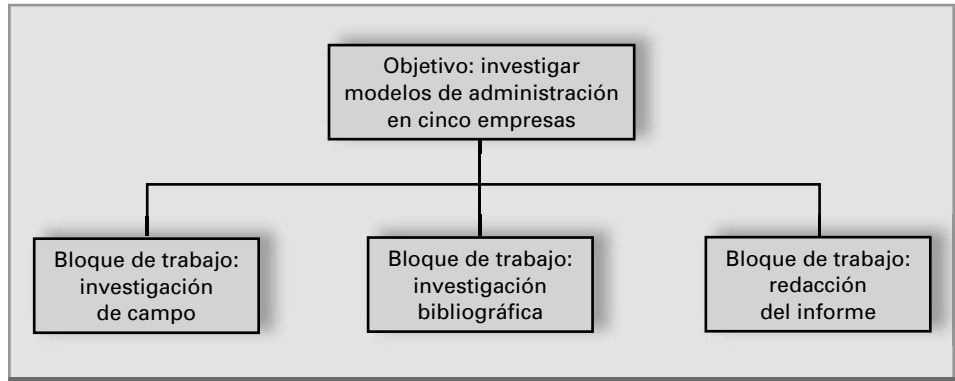 Objetivo: investigar
modelos de administración
en cinco empresas
Bloque de trabajo:
investigación
de campo
Bloque de trabajo:
investigación
bibliográfica
Bloque de trabajo:
redacción
del informe